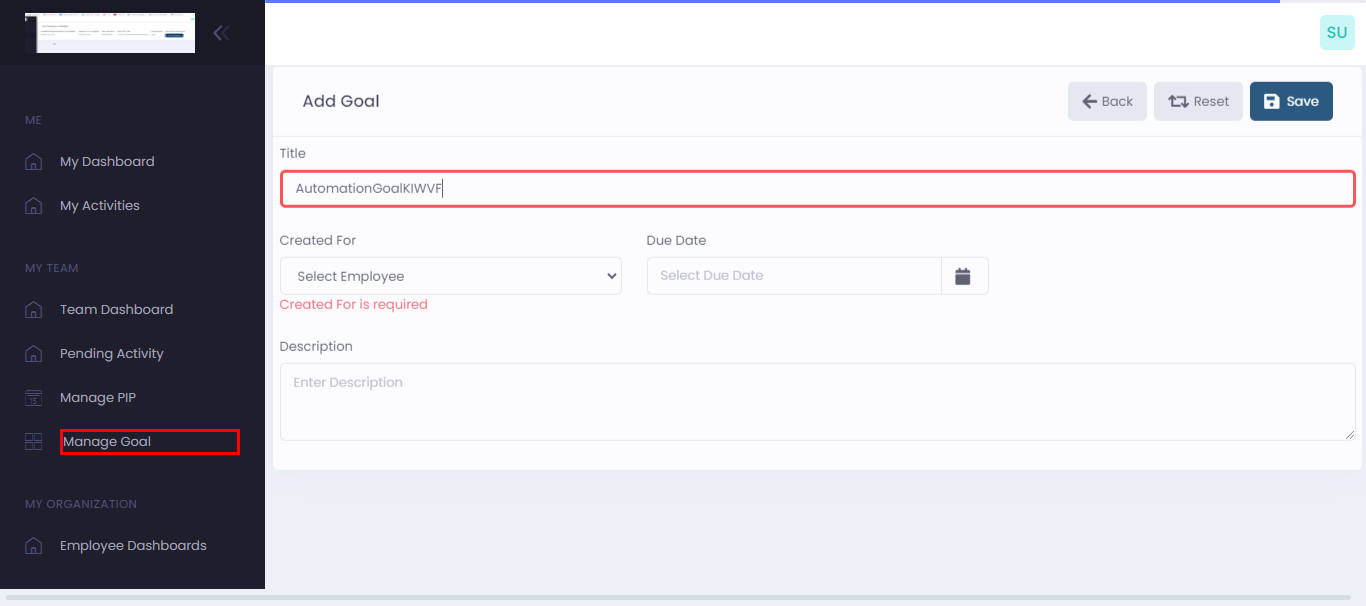 SU
ME
My Dashboard
My Activities
MY TEAM
Team Dashboard
Pending Activity
Manage PIP
Manage Goal
MY ORGANIZATION
Employee Dashboards
Add Goal
Back
Reset
Save
Title
AutomationGoalKIWVF
Created For
Due Date
Select Employee
Select Due Date
Created For is required
Description
Enter Description